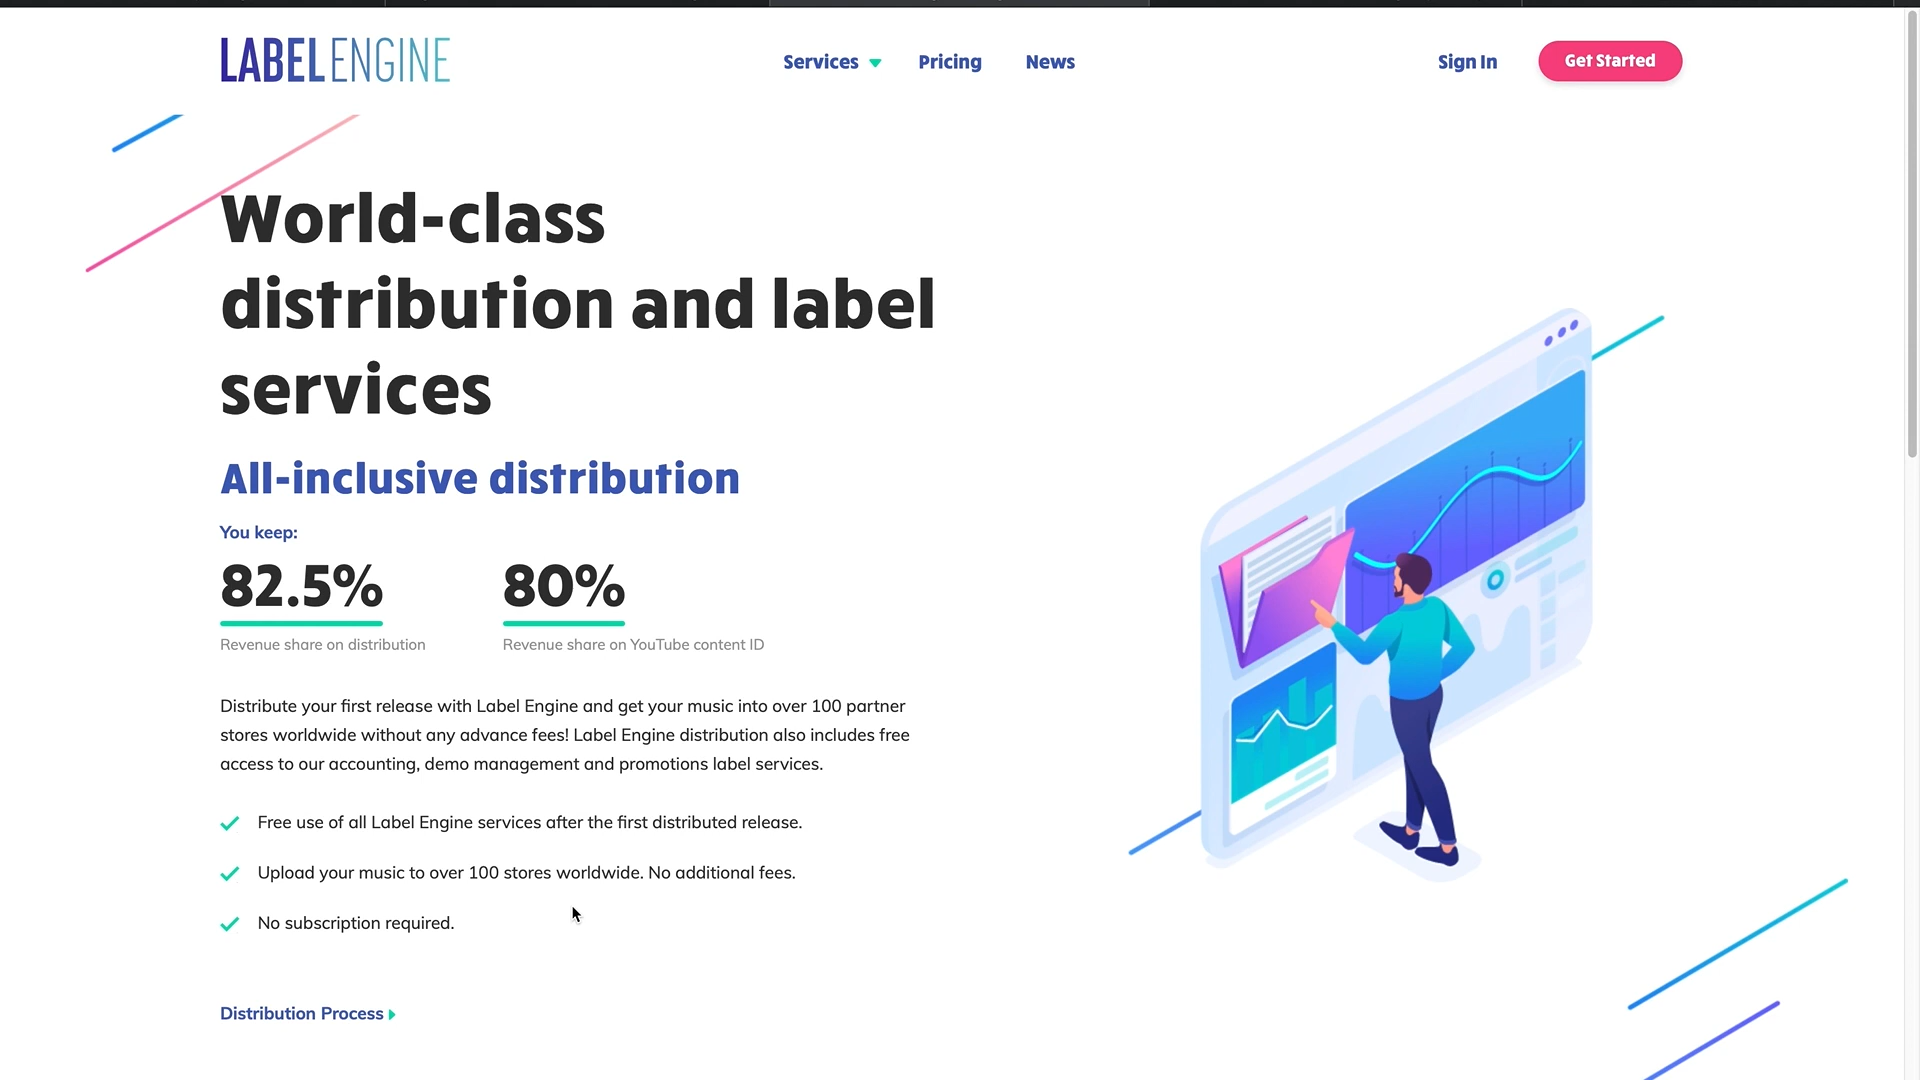 LABEL ENGINE
Services
Pricing
News
Sign In
Get Started
World-class
distribution and label
services
All-inclusive distribution
You keep:
82.5%
Revenue share on distribution
80%
Revenue share on YouTube content ID
Distribute your first release with Label Engine and get your music into over 100 partner
stores worldwide without any advance fees! Label Engine distribution also includes free
access to our accounting, demo management and promotions label services.
Free use of all Label Engine services after the first distributed release.
Upload your music to over 100 stores worldwide. No additional fees.
No subscription required.
Distribution Process